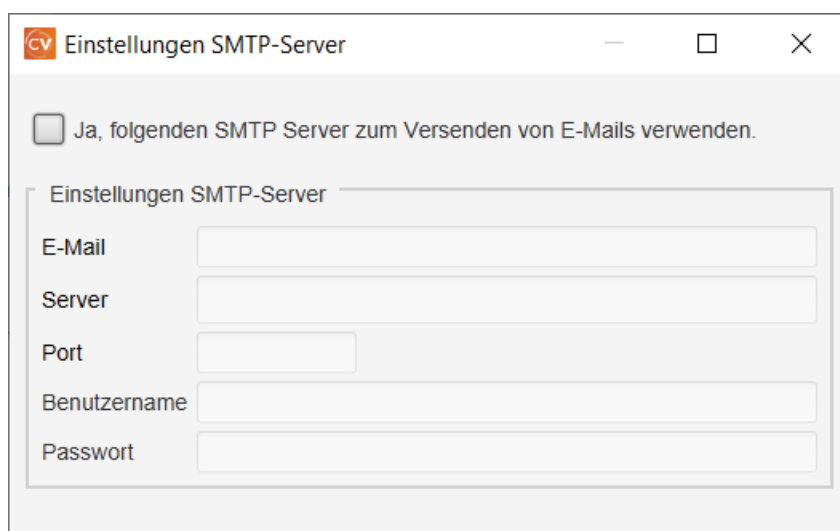 CV Einstellungen SMTP-Server
Ja, folgenden SMTP Server zum Versenden von E-Mails verwenden.
Einstellungen SMTP-Server
E-Mail
Server
Port
Benutzername
Passwort